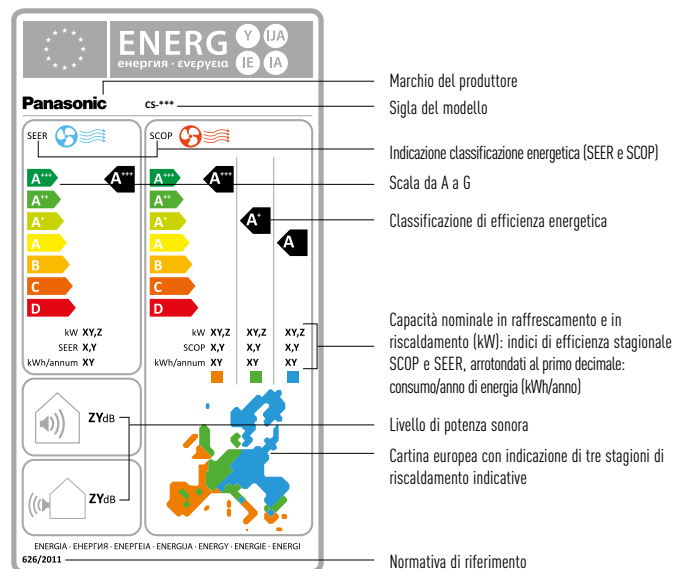 ENERG Y IJA
енергия · ενεργεια IE IA
Panasonic CS-***
Marchio del produttore
Sigla del modello
SEER SCOP
Indicazione classificazione energetica (SEER e SCOP)
A+++ A+++ A+++ A+++
Scala da A a G
A++ A++
A+ A+ A+
Classificazione di efficienza energetica
A A A
B B
C C
D D
kW XY,Z kW XY,Z XY,Z XY,Z
SEER X,Y SCOP X,Y X,Y X,Y
kWh/annum XY kWh/annum XY XY XY
Capacità nominale in raffrescamento e in
riscaldamento (kW): indici di efficienza stagionale
SCOP e SEER, arrotondati al primo decimale:
consumo/anno di energia (kWh/anno)
ZYdB
Livello di potenza sonora
Cartina europea con indicazione di tre stagioni di
riscaldamento indicative
ZYdB
ENERGIA · ЕНЕРГИЯ · ΕΝΕΡΓΕΙΑ · ENERGIJA · ENERGY · ENERGIE · ENERGI
626/2011
Normativa di riferimento